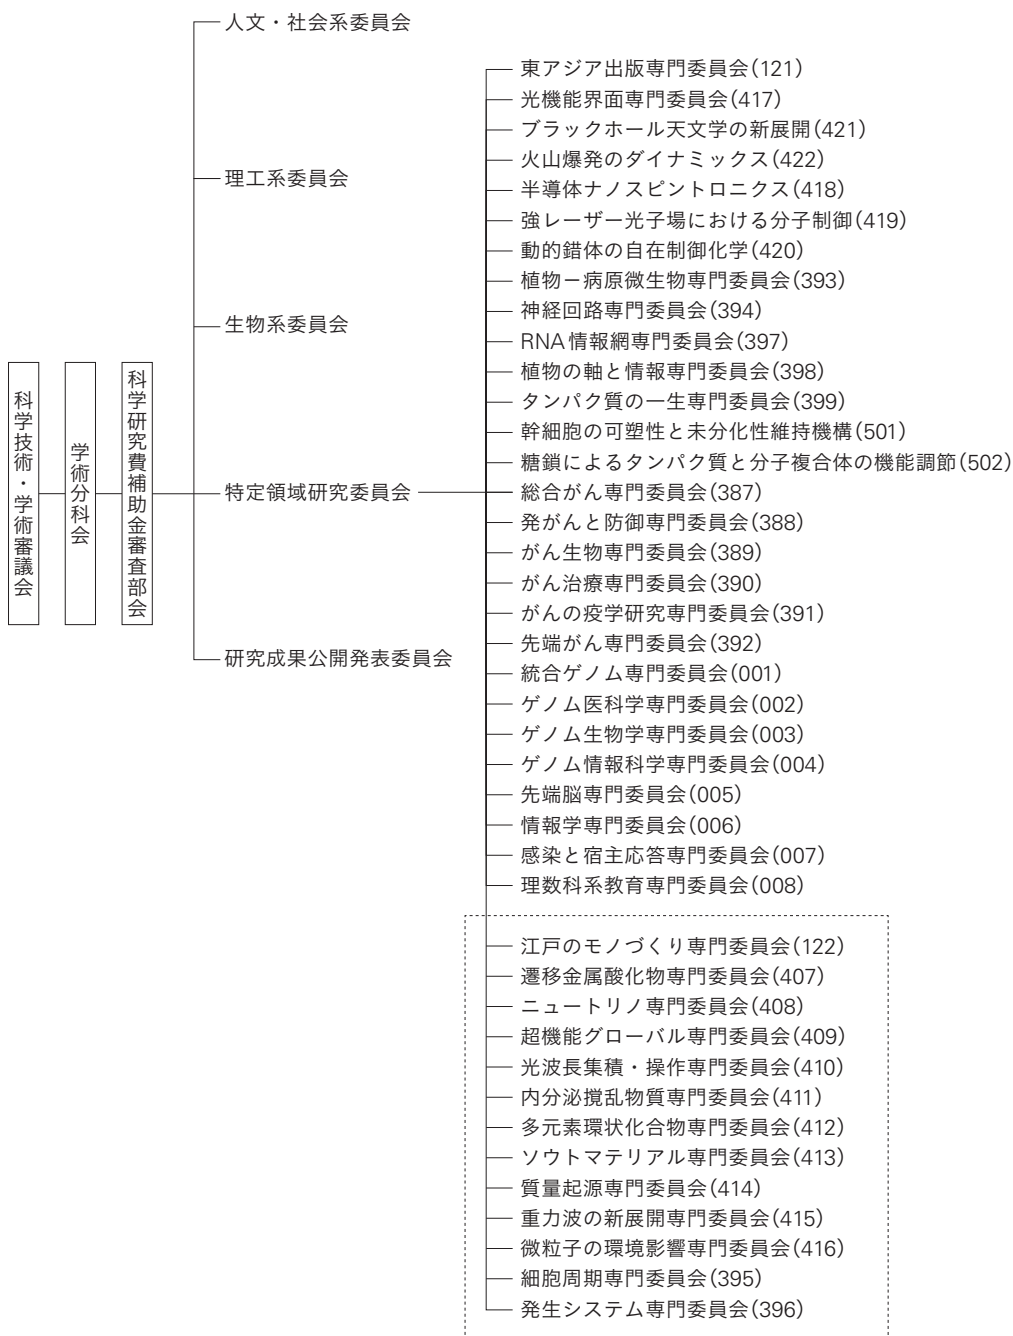 科学技術・学術審議会
学術分科会
科学研究費補助金審査部会
人文・社会系委員会
理工系委員会
生物系委員会
特定領域研究委員会
研究成果公開発表委員会
東アジア出版専門委員会(121)
光機能界面専門委員会(417)
ブラックホール天文学の新展開(421)
火山爆発のダイナミックス(422)
半導体ナノスピントロニクス(418)
強レーザー光子場における分子制御(419)
動的錯体の自在制御化学(420)
植物－病原微生物専門委員会(393)
神経回路専門委員会(394)
RNA情報網専門委員会(397)
植物の軸と情報専門委員会(398)
タンパク質の一生専門委員会(399)
幹細胞の可塑性と未分化性維持機構(501)
糖鎖によるタンパク質と分子複合体の機能調節(502)
総合がん専門委員会(387)
発がんと防御専門委員会(388)
がん生物専門委員会(389)
がん治療専門委員会(390)
がんの疫学研究専門委員会(391)
先端がん専門委員会(392)
統合ゲノム専門委員会(001)
ゲノム医科学専門委員会(002)
ゲノム生物学専門委員会(003)
ゲノム情報科学専門委員会(004)
先端脳専門委員会(005)
情報学専門委員会(006)
感染と宿主応答専門委員会(007)
理数科系教育専門委員会(008)
江戸のモノづくり専門委員会(122)
遷移金属酸化物専門委員会(407)
ニュートリノ専門委員会(408)
超機能グローバル専門委員会(409)
光波長集積・操作専門委員会(410)
内分泌撹乱物質専門委員会(411)
多元素環状化合物専門委員会(412)
ソウトマテリアル専門委員会(413)
質量起源専門委員会(414)
重力波の新展開専門委員会(415)
微粒子の環境影響専門委員会(416)
細胞周期専門委員会(395)
発生システム専門委員会(396)